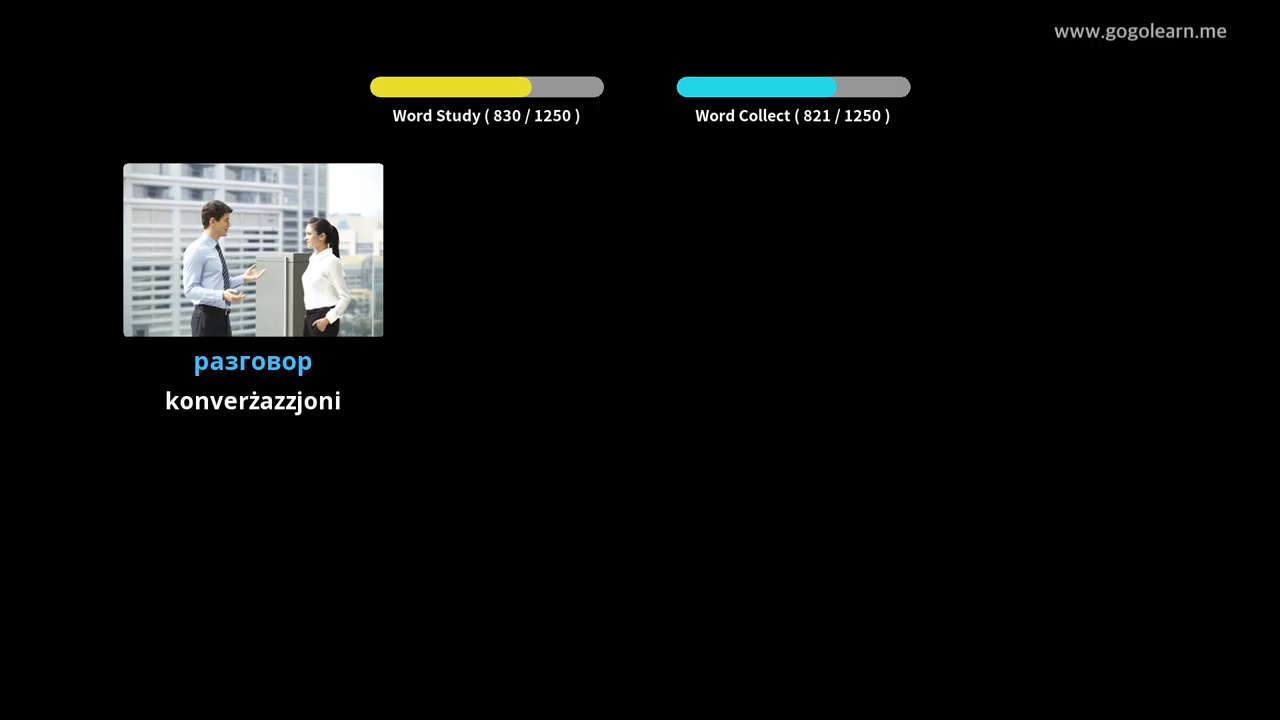 www.gogolearn.me
Word Study ( 830 / 1250 )
Word Collect ( 821 / 1250 )
разговор
konverżazzjoni